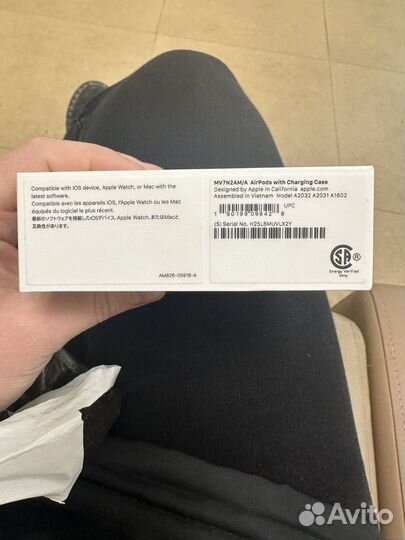 Compatible with iOS device, Apple Watch, or Mac with the
latest software.
Compatible avec les appareils iOS, l'Apple Watch ou les Mac
équipés du logiciel le plus récent.
最新のソフトウェアを搭載したiOSデバイス、Apple Watch、またはMacと
互換性があります。
AM826-05918-A
MV7N2AM/A AirPods with Charging Case
Designed by Apple in California apple.com
Assembled in Vietnam Model A2032 A2031 A1602
UPC
1 90199 09842 8
(S) Serial No. H25L6MUVLX2Y
SA
®
Energy Verified
Only
Avito